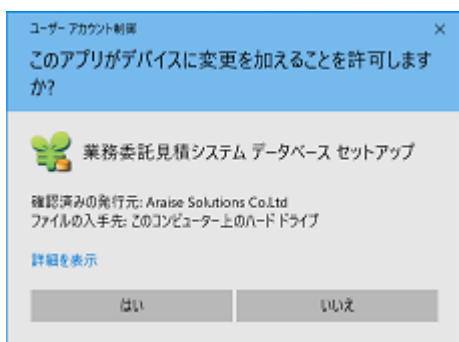 ユーザー アカウント制御
このアプリがデバイスに変更を加えることを許可します
か?
業務委託見積システム データベース セットアップ
確認済みの発行元: Araise Solutions Co.Ltd
ファイルの入手先: このコンピューター上のハード ドライブ
詳細を表示
はい
いいえ